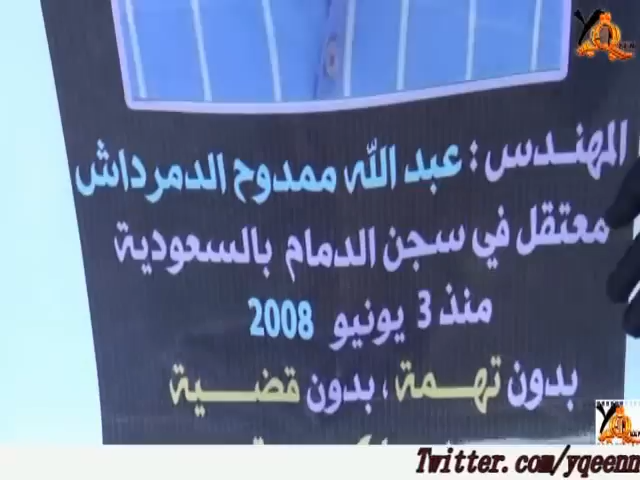 المهندس : عبد الله ممدوح الدمرداش
معتقل في سجن الدمام بالسعودية
منذ 3 يونيو 2008
بدون تهمة ، بدون قضية
Twitter.com/yqeenn